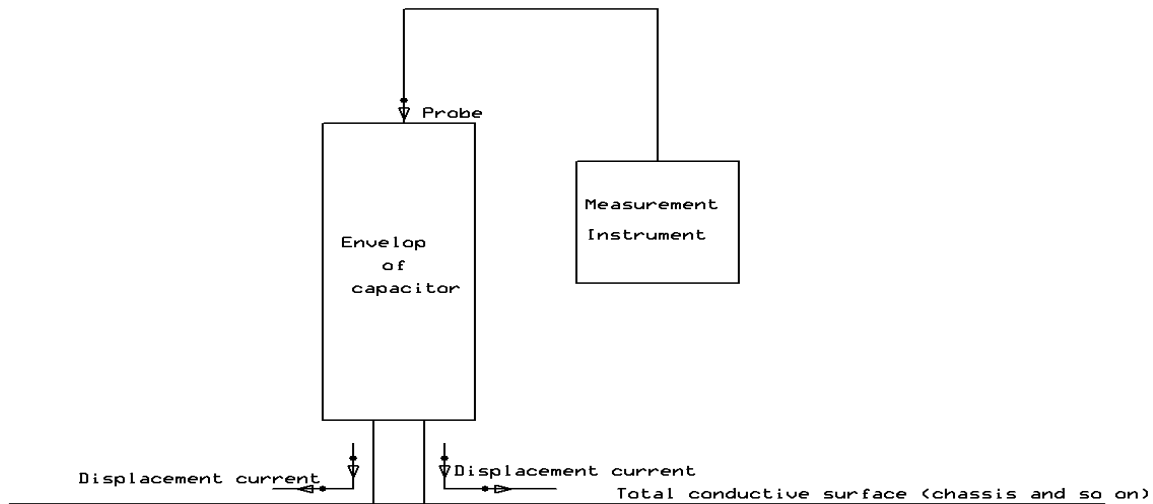 Probe
Measurement
Instrument
Envelop
of
capacitor
Displacement current
Displacement current
Total conductive surface (chassis and so on)